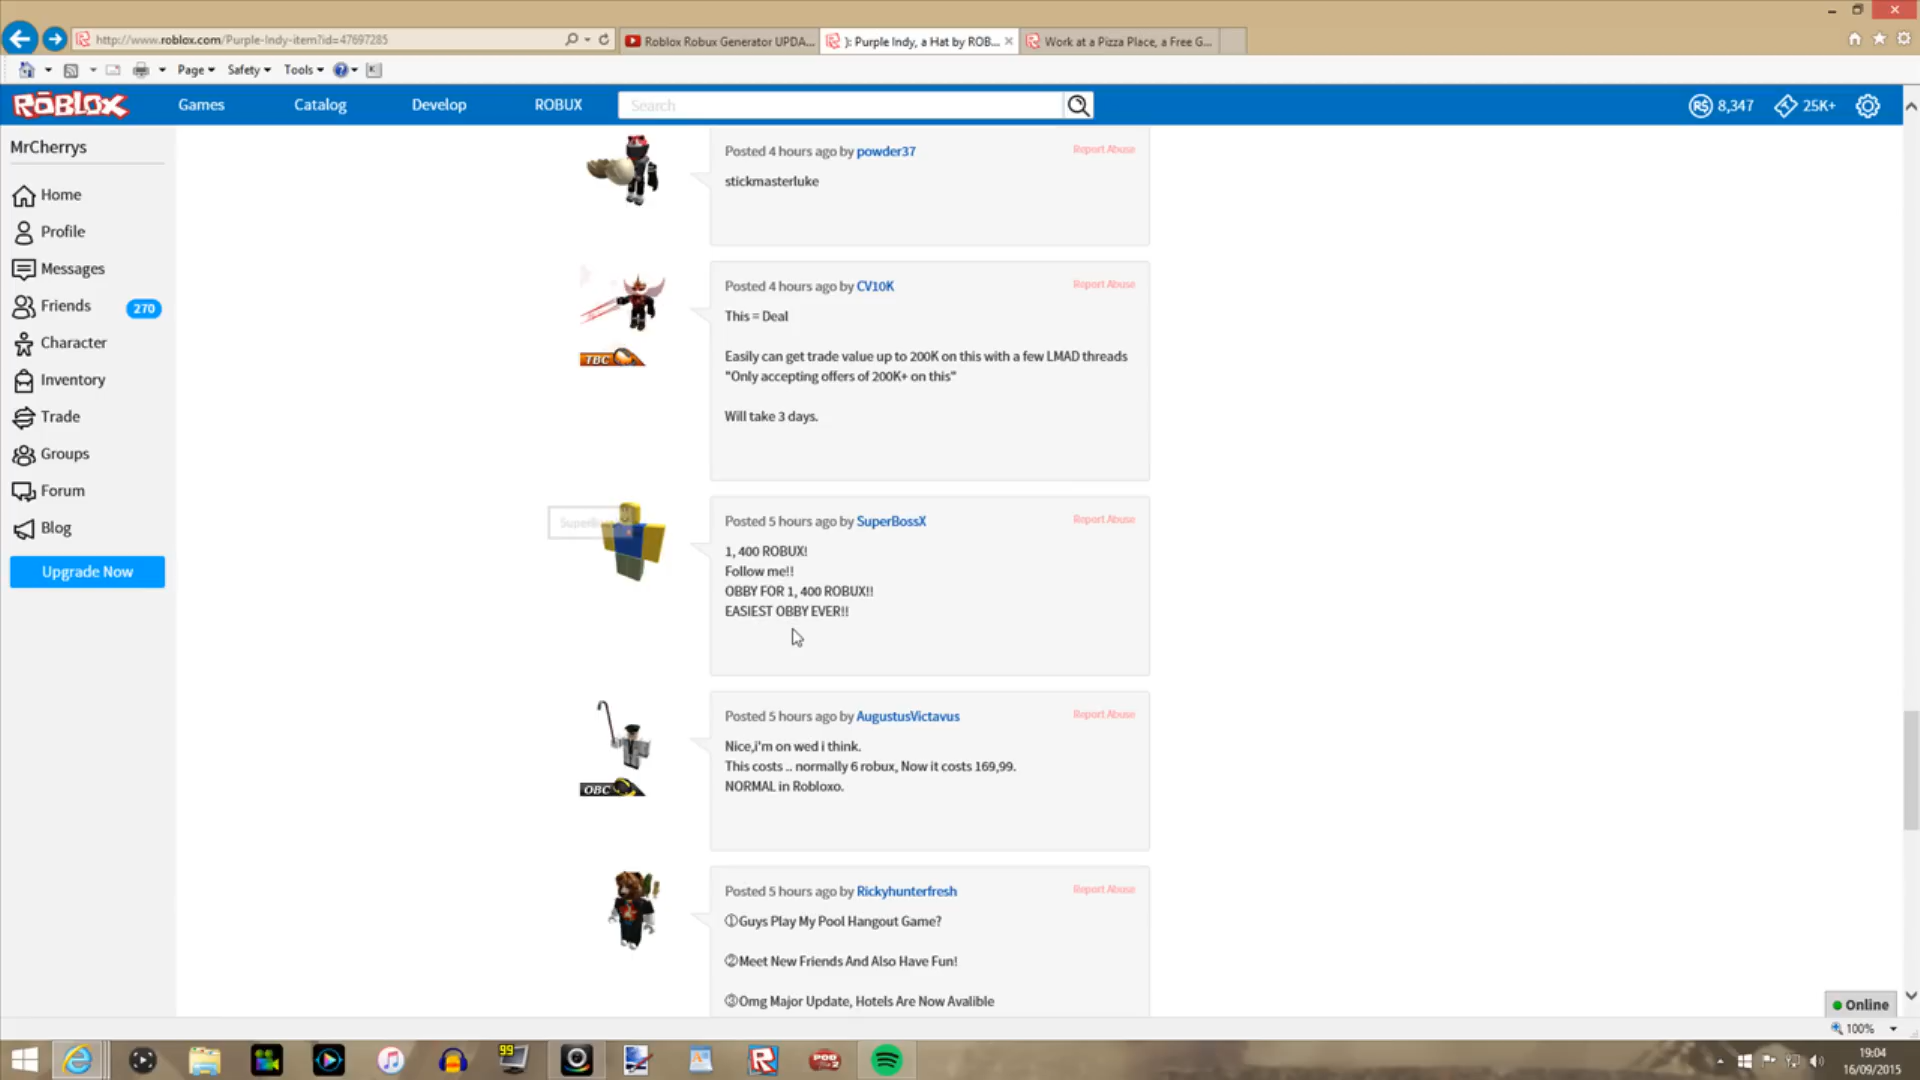 http://www.roblox.com/Purple-Indy-item?id=47697285
Roblox Robux Generator UPDA...
): Purple Indy, a Hat by ROB...
Work at a Pizza Place, a Free G...
Page
Safety
Tools
ROBLOX
Games
Catalog
Develop
ROBUX
Search
R$ 8,347
25K+
MrCherrys
Home
Profile
Messages
Friends
270
Character
Inventory
Trade
Groups
Forum
Blog
Upgrade Now
Posted 4 hours ago by powder37
Report Abuse
stickmasterluke
TBC
Posted 4 hours ago by CV10K
Report Abuse
This = Deal
Easily can get trade value up to 200K on this with a few LMAD threads
"Only accepting offers of 200K+ on this"
Will take 3 days.
Posted 5 hours ago by SuperBossX
Report Abuse
1, 400 ROBUX!
Follow me!!
OBBY FOR 1, 400 ROBUX!!
EASIEST OBBY EVER!!
OBC
Posted 5 hours ago by AugustusVictavus
Report Abuse
Nice,i'm on wed i think.
This costs .. normally 6 robux, Now it costs 169,99.
NORMAL in Robloxo.
Posted 5 hours ago by Rickyhunterfresh
Report Abuse
①Guys Play My Pool Hangout Game?
②Meet New Friends And Also Have Fun!
③Omg Major Update, Hotels Are Now Avalible
Online
100%
99
19:04
16/09/2015